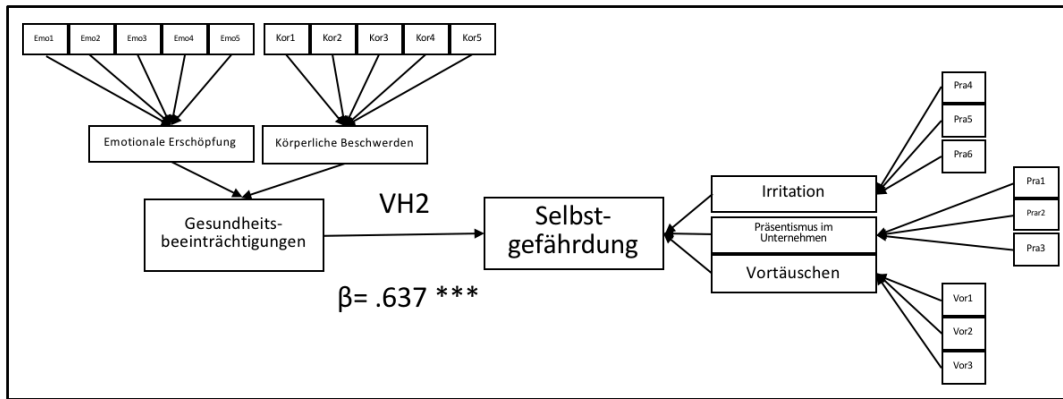 Emo1 Emo2 Emo3 Emo4 Emo5
Kor1 Kor2 Kor3 Kor4 Kor5
Emotionale Erschöpfung
Körperliche Beschwerden
Gesundheits-
beeinträchtigungen
VH2
β= .637 ***
Selbst-
gefährdung
Irritation
Präsentismus im
Unternehmen
Vortäuschen
Pra4
Pra5
Pra6
Pra1
Prar2
Pra3
Vor1
Vor2
Vor3